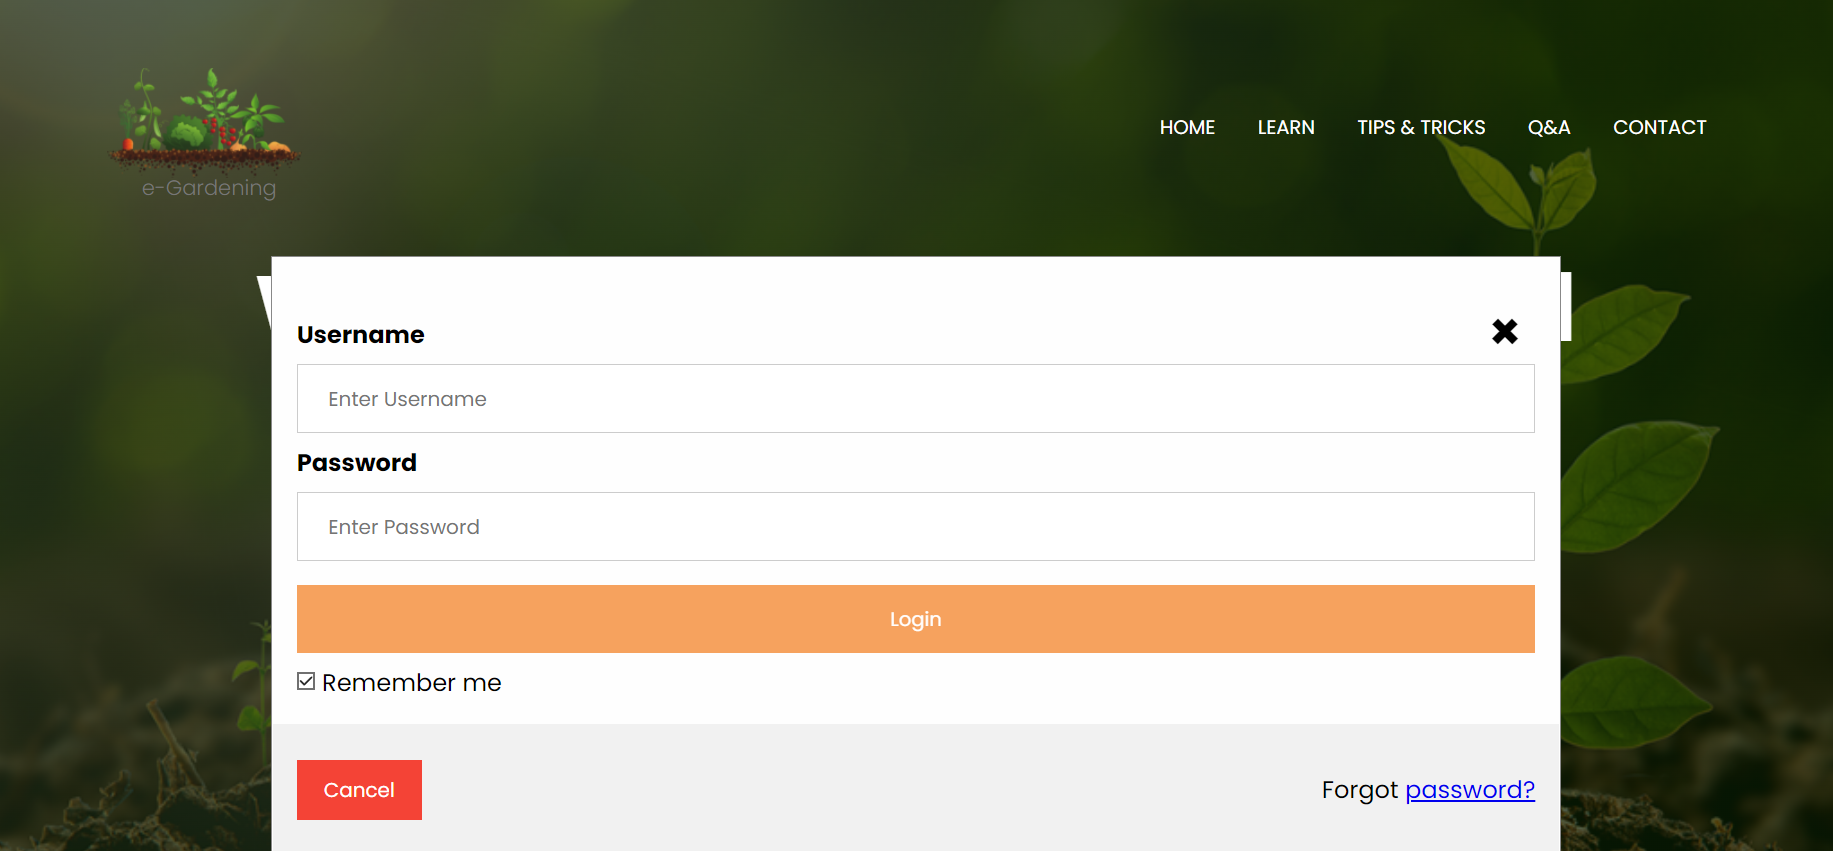 HOME LEARN TIPS & TRICKS Q&A CONTACT
e-Gardening
Username
✖
Enter Username
Password
Enter Password
Login
Remember me
Cancel
Forgot password?